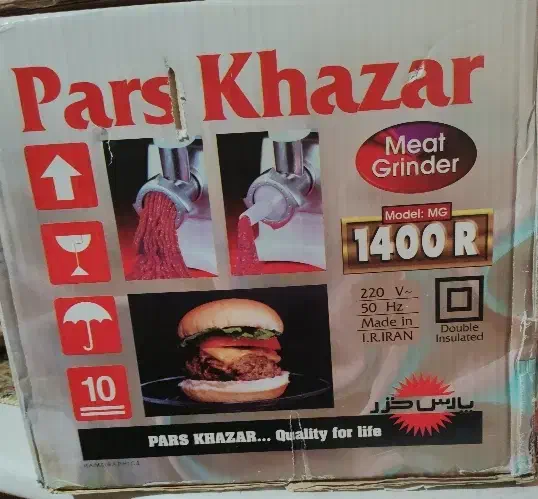 Pars Khazar
Meat
Grinder
Model: MG
1400 R
220 V~
50 Hz
Made in
I.R.IRAN
Double
Insulated
10
پارس خزر
PARS KHAZAR... Quality for life